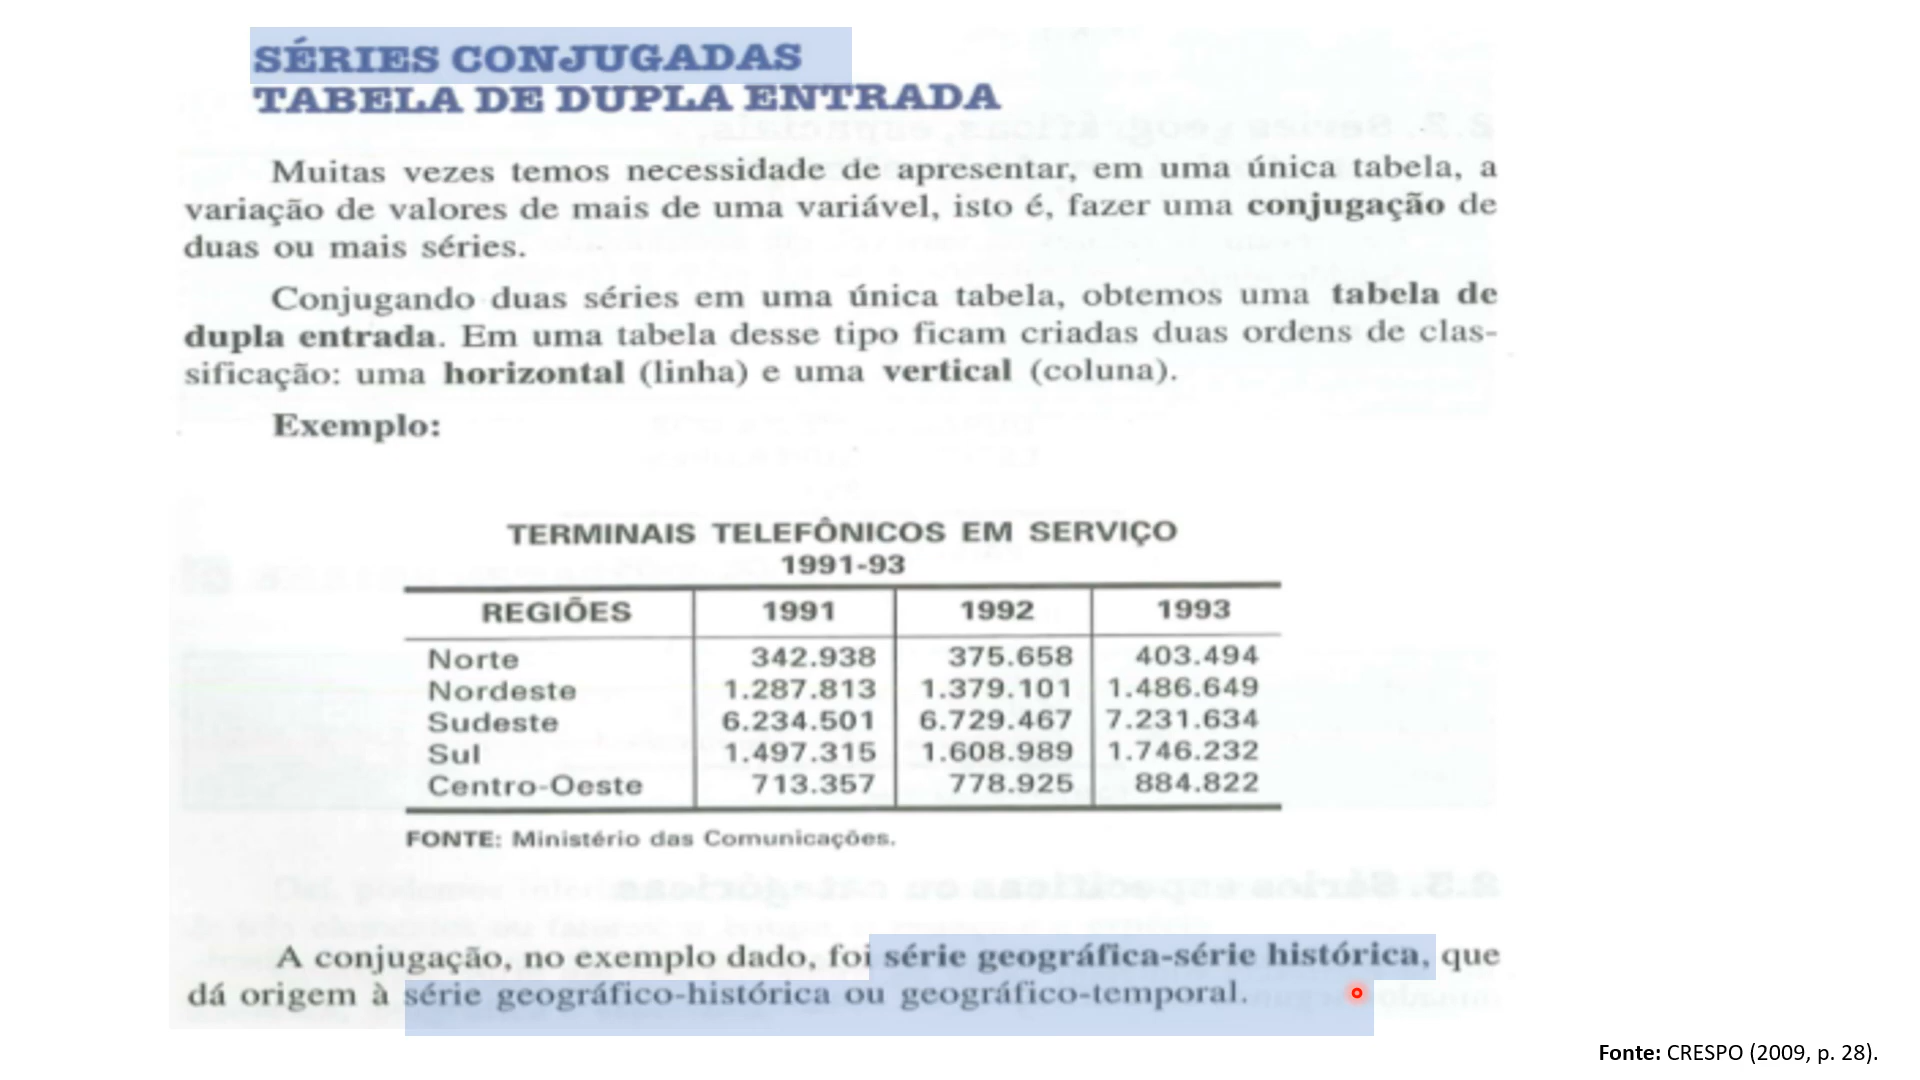 SÉRIES CONJUGADAS
TABELA DE DUPLA ENTRADA
Muitas vezes temos necessidade de apresentar, em uma única tabela, a
variação de valores de mais de uma variável, isto é, fazer uma conjugação de
duas ou mais séries.
Conjugando duas séries em uma única tabela, obtemos uma tabela de
dupla entrada. Em uma tabela desse tipo ficam criadas duas ordens de clas-
sificação: uma horizontal (linha) e uma vertical (coluna).
Exemplo:
TERMINAIS TELEFÔNICOS EM SERVIÇO
1991-93
REGIÕES 1991 1992 1993
Norte 342.938 375.658 403.494
Nordeste 1.287.813 1.379.101 1.486.649
Sudeste 6.234.501 6.729.467 7.231.634
Sul 1.497.315 1.608.989 1.746.232
Centro-Oeste 713.357 778.925 884.822
FONTE: Ministério das Comunicações.
A conjugação, no exemplo dado, foi série geográfica-série histórica, que
dá origem à série geográfico-histórica ou geográfico-temporal.
Fonte: CRESPO (2009, p. 28).